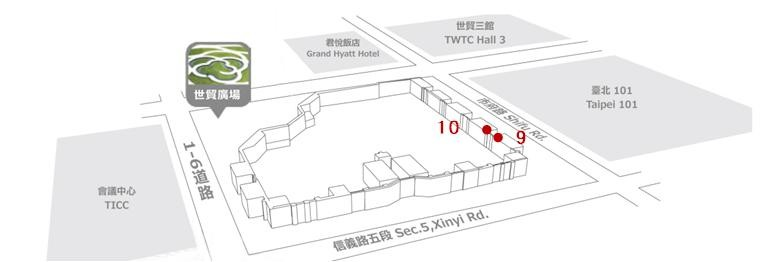 世貿三館
TWTC Hall 3
君悅飯店
Grand Hyatt Hotel
世貿廣場
臺北 101
Taipei 101
市府路 Shifu Rd.
10
9
1-6道路
會議中心
TICC
信義路五段 Sec.5,Xinyi Rd.